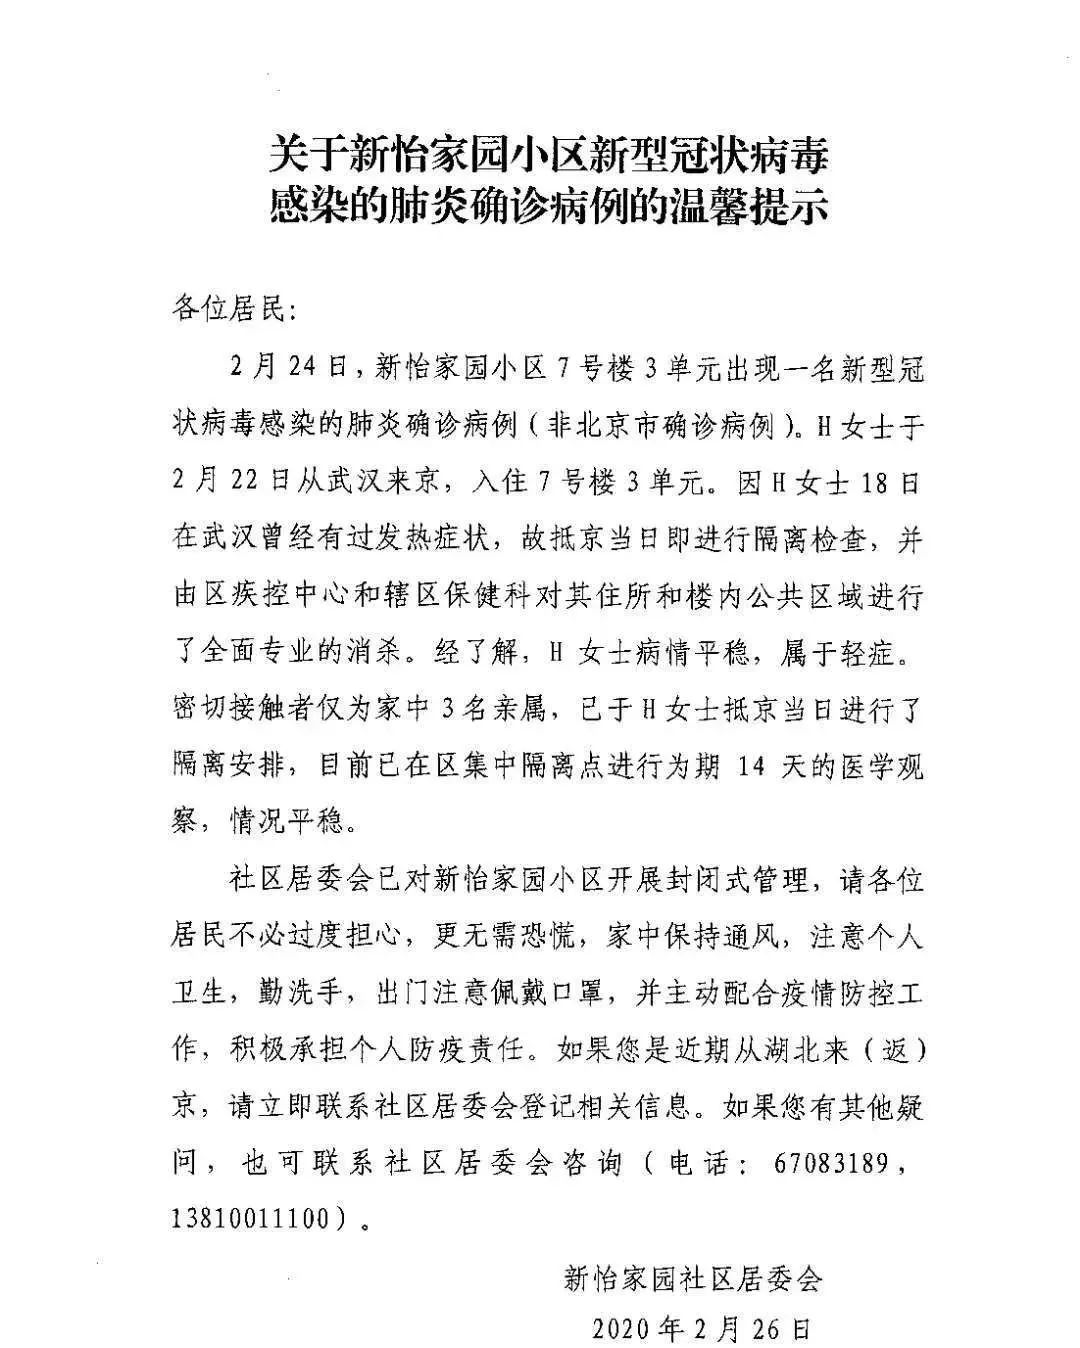 关于新怡家园小区新型冠状病毒
感染的肺炎确诊病例的温馨提示
各位居民：
2月24日，新怡家园小区7号楼3单元出现一名新型冠
状病毒感染的肺炎确诊病例（非北京市确诊病例）。H女士于
2月22日从武汉来京，入住7号楼3单元。因H女士18日
在武汉曾经有过发热症状，故抵京当日即进行隔离检查，并
由区疾控中心和辖区保健科对其住所和楼内公共区域进行
了全面专业的消杀。经了解，H 女士病情平稳，属于轻症。
密切接触者仅为家中3名亲属，已于H女士抵京当日进行了
隔离安排，目前已在区集中隔离点进行为期 14 天的医学观
察，情况平稳。
社区居委会已对新怡家园小区开展封闭式管理，请各位
居民不必过度担心，更无需恐慌，家中保持通风，注意个人
卫生，勤洗手，出门注意佩戴口罩，并主动配合疫情防控工
作，积极承担个人防疫责任。如果您是近期从湖北来（返）
京，请立即联系社区居委会登记相关信息。如果您有其他疑
问，也可联系社区居委会咨询（电话：67083189，
13810011100）。
新怡家园社区居委会
2020年2月26日